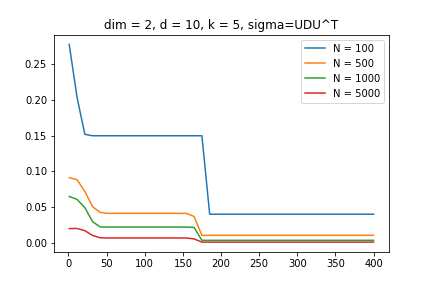 dim = 2, d = 10, k = 5, sigma=UDU^T
N = 100
N = 500
N = 1000
N = 5000
0.25
0.20
0.15
0.10
0.05
0.00
0 50 100 150 200 250 300 350 400